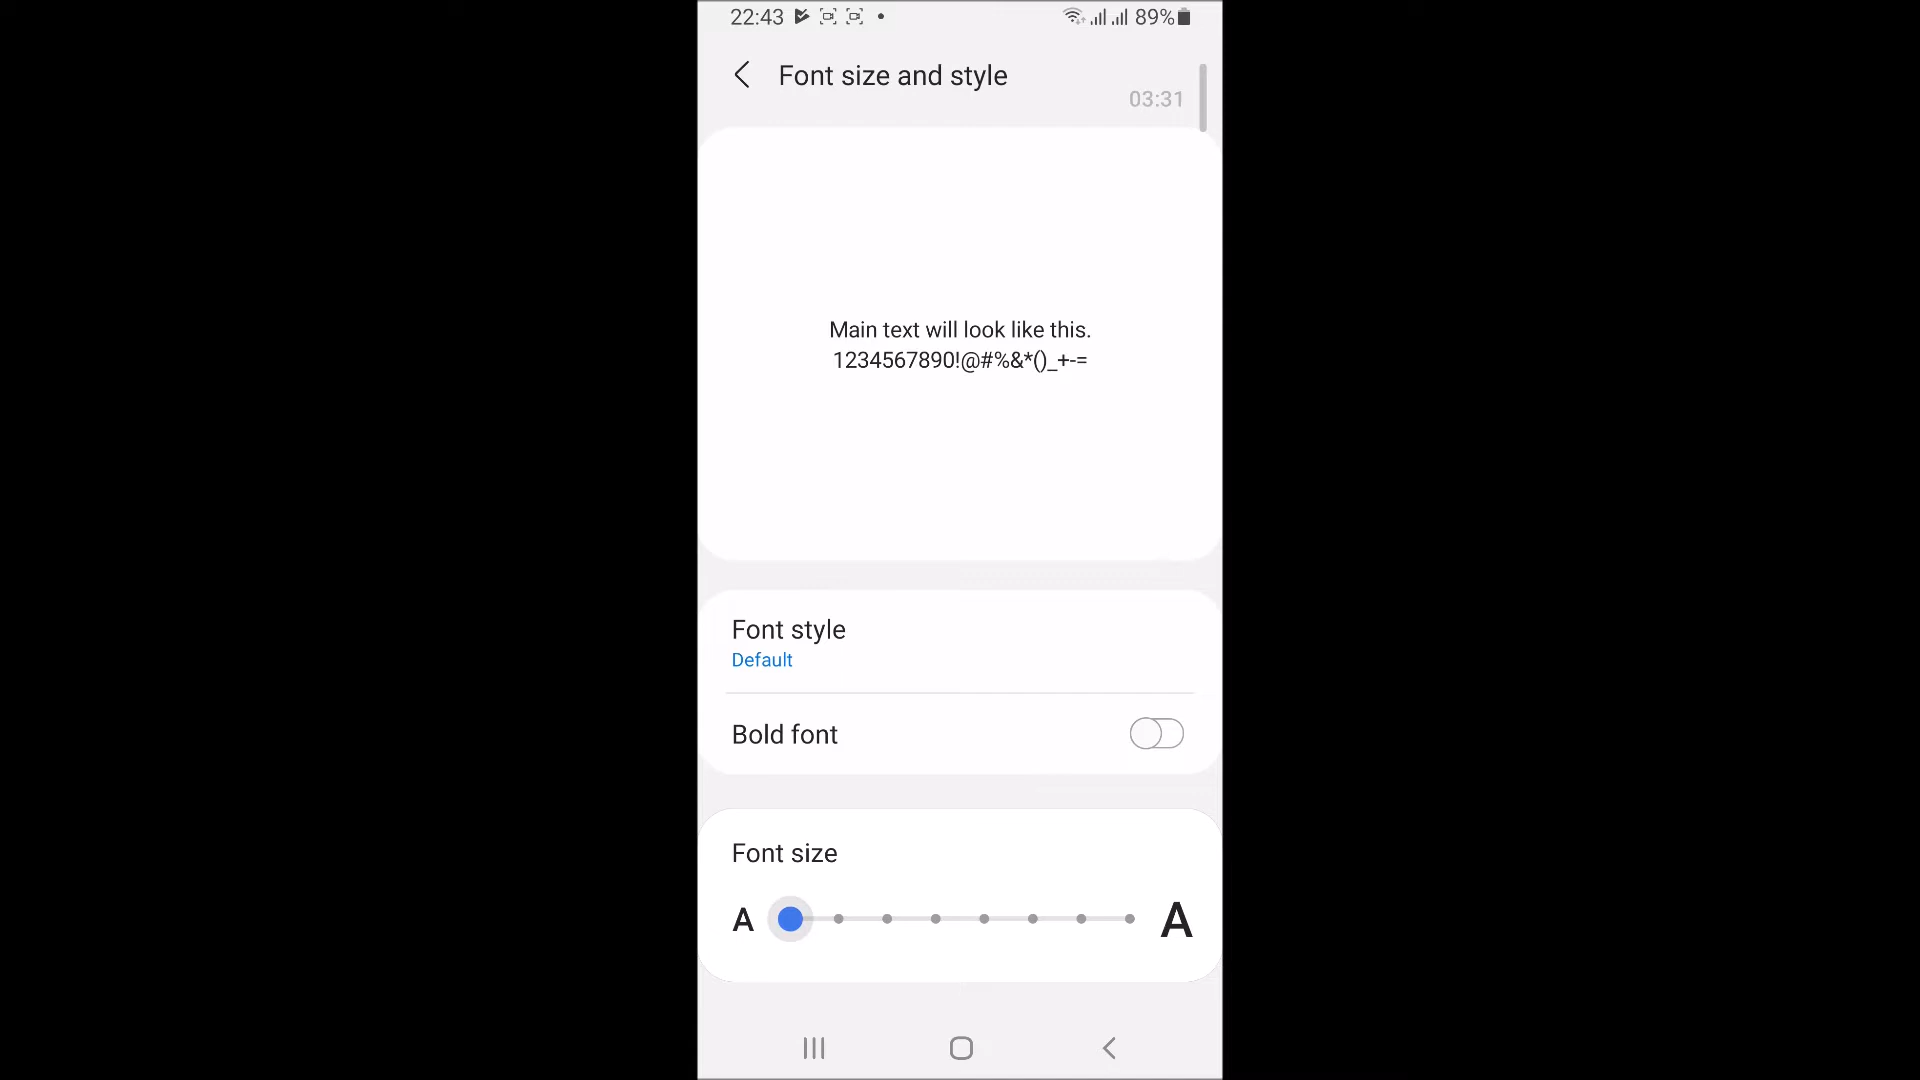 22:43 89%
Font size and style
03:31
Main text will look like this.
1234567890!@#%&*()_+-=
Font style
Default
Bold font
Font size
A A